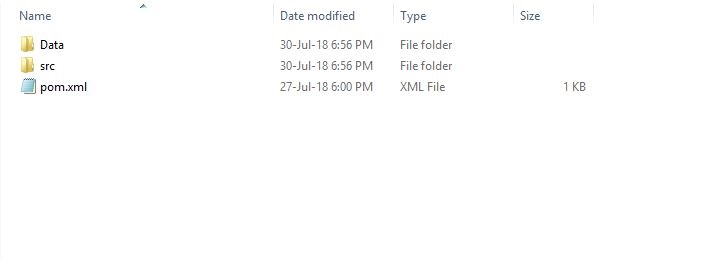 Name Date modified Type Size
Data 30-Jul-18 6:56 PM File folder
src 30-Jul-18 6:56 PM File folder
pom.xml 27-Jul-18 6:00 PM XML File 1 KB